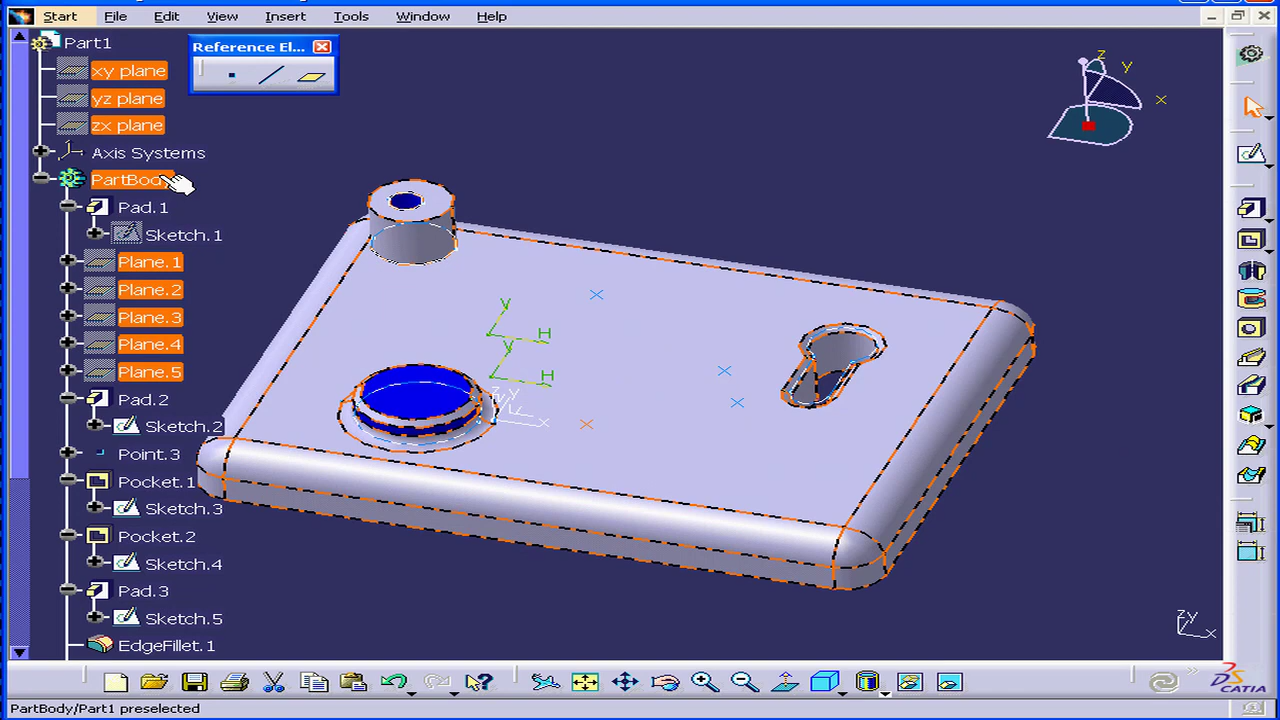 Start File Edit View Insert Tools Window Help
Part1
Reference El...
xy plane
yz plane
zx plane
Axis Systems
PartBody
Pad.1
Sketch.1
Plane.1
Plane.2
Plane.3
Plane.4
Plane.5
Pad.2
Sketch.2
Point.3
Pocket.1
Sketch.3
Pocket.2
Sketch.4
Pad.3
Sketch.5
EdgeFillet.1
z
y
x
y
H
y
H
z
y
x
zy
x
CATIA
PartBody/Part1 preselected